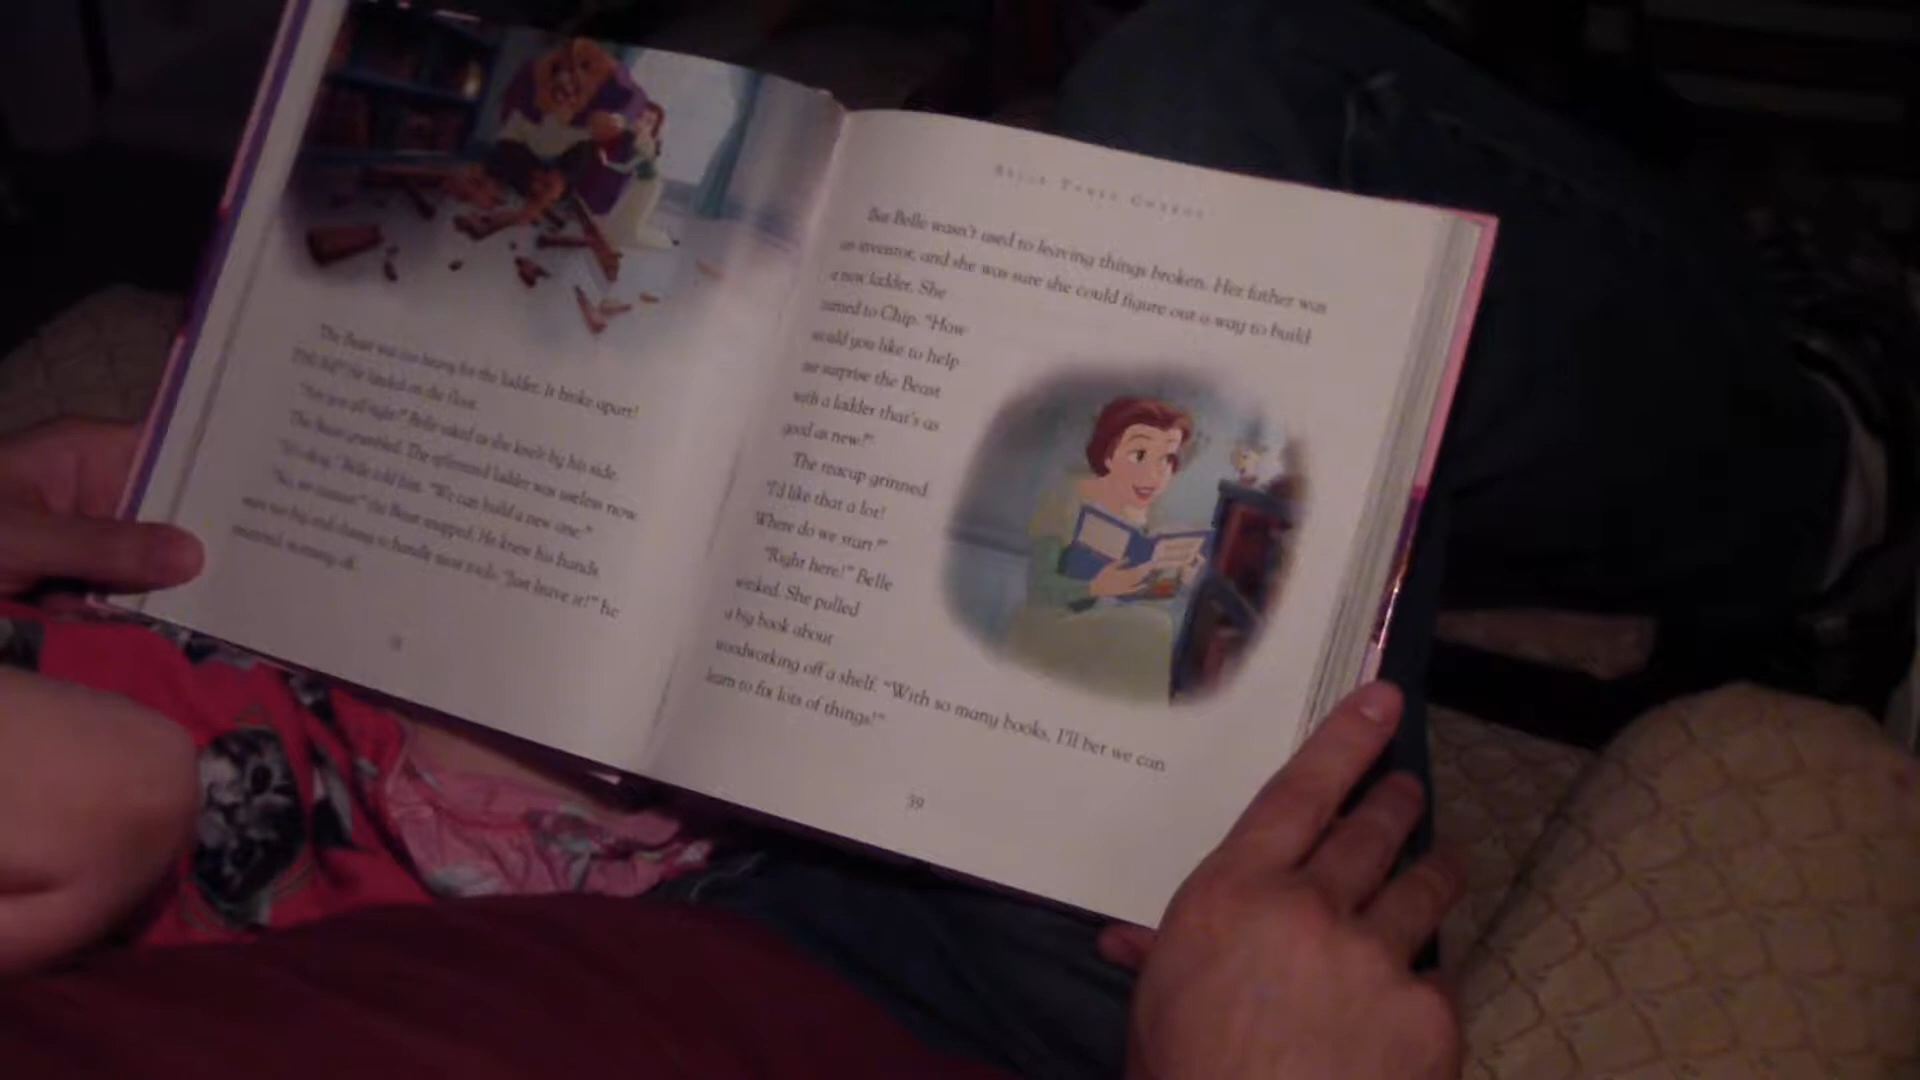 The Beast was too heavy for the ladder. It broke apart!
THUMP! He landed on the floor.
"Are you all right?" Belle asked as she knelt by his side.
The Beast grumbled. The splintered ladder was useless now.
"It's okay," Belle told him. "We can build a new one."
"No, we cannot!" the Beast snapped. He knew his hands
were too big and clumsy to handle most tools. "Just leave it!" he
storming off.
But Belle wasn't used to leaving things broken. Her father was
an inventor, and she was sure she could figure out a way to build
a new ladder. She
turned to Chip. "How
would you like to help
me surprise the Beast
with a ladder that's as
good as new?"
The teacup grinned.
"I'd like that a lot!
Where do we start?"
"Right here!" Belle
winked. She pulled
a big book about
woodworking off a shelf. "With so many books, I'll bet we can
learn to fix lots of things!"
59